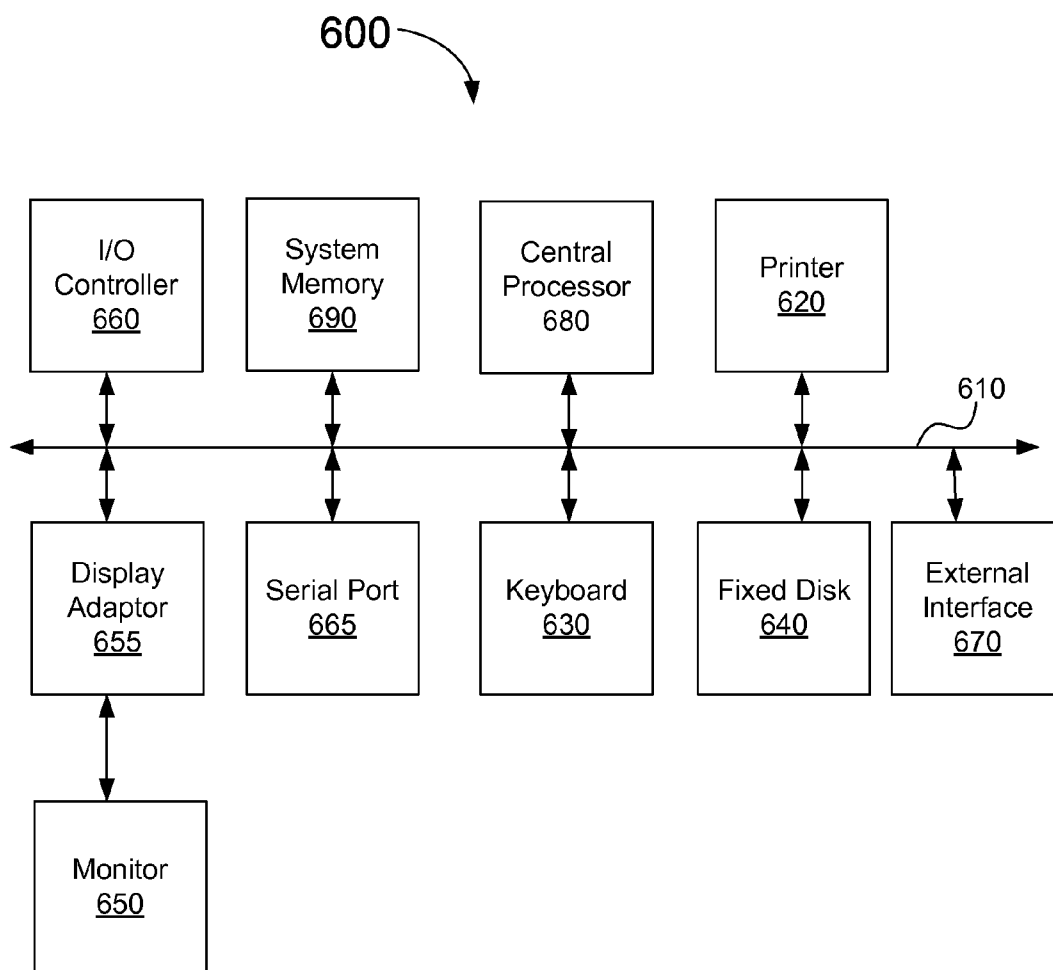 600
I/O
Controller
660
System
Memory
690
Central
Processor
680
Printer
620
610
Display
Adaptor
655
Serial Port
665
Keyboard
630
Fixed Disk
640
External
Interface
670
Monitor
650